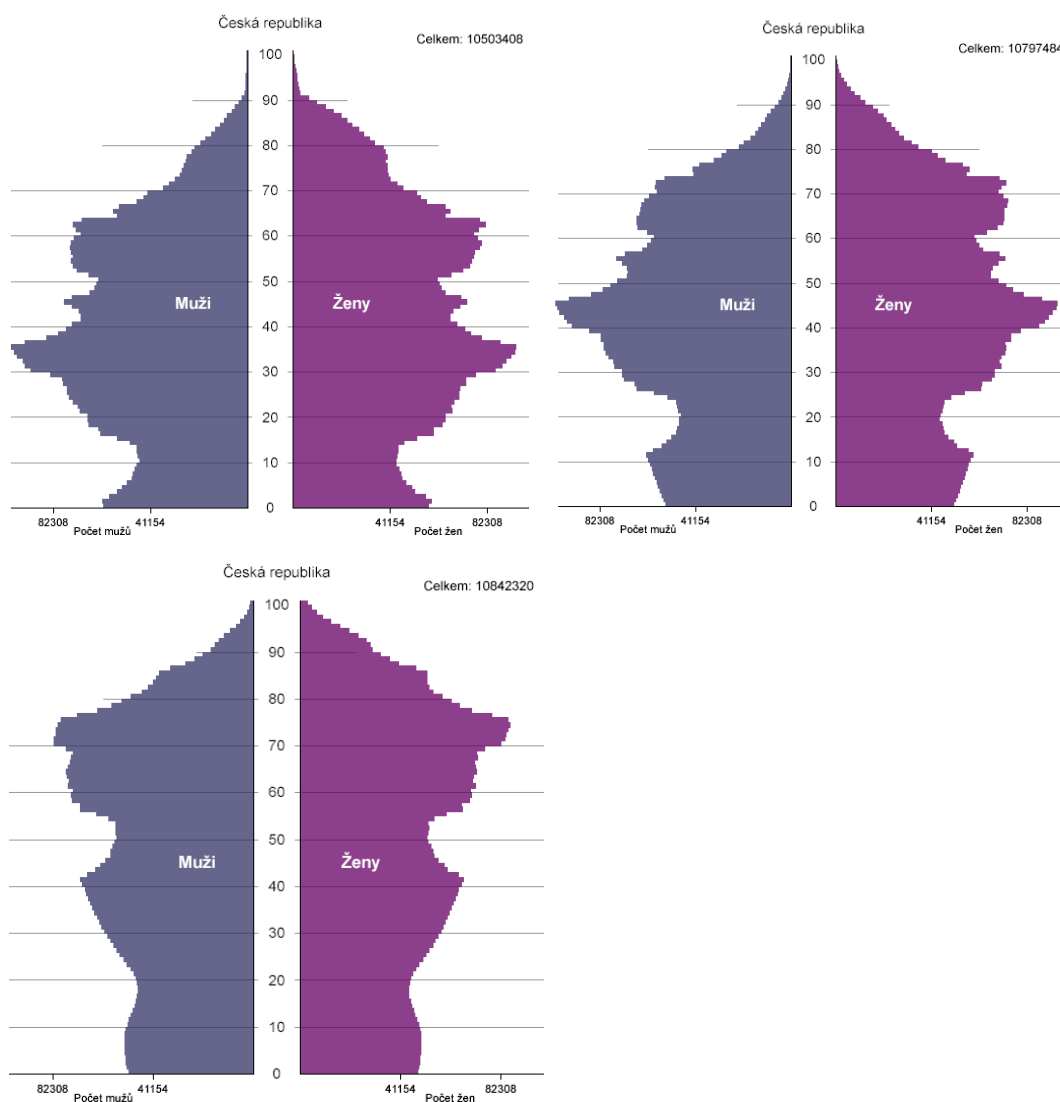 Česká republika
Celkem: 10503408
100
90
80
70
60
50
Muži
Ženy
40
30
20
10
0
82308
41154
41154
82308
Počet mužů
Počet žen
Česká republika
Celkem: 10797484
100
90
80
70
60
50
Muži
Ženy
40
30
20
10
0
82308
41154
41154
82308
Počet mužů
Počet žen
Česká republika
Celkem: 10842320
100
90
80
70
60
50
Muži
Ženy
40
30
20
10
0
82308
41154
41154
82308
Počet mužů
Počet žen